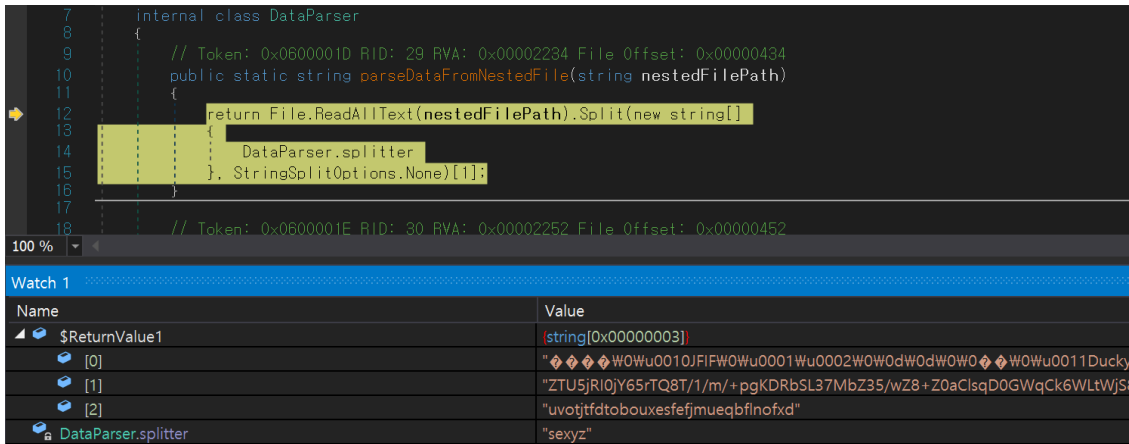 7 internal class DataParser
8 {
9 // Token: 0x0600001D RID: 29 RVA: 0x00002234 File Offset: 0x00000434
10 public static string parseDataFromNestedFile(string nestedFilePath)
11 {
12 return File.ReadAllText(nestedFilePath).Split(new string[]
13 {
14 DataParser.splitter
15 }, StringSplitOptions.None)[1];
16 }
17
18 // Token: 0x0600001E RID: 30 RVA: 0x00002252 File Offset: 0x00000452
100 %
Watch 1
Name Value
$ReturnValue1 {string[0x00000003]}
[0] "����₩0₩u0010JFIF₩0₩u0001₩u0002₩0₩0d₩0d₩0₩0��₩0₩u0011Ducky
[1] "ZTU5jRI0jY65rTQ8T/1/m/+pgKDRbSL37MbZ35/wZ8+Z0aClsqD0GWqCk6WLtWjS8
[2] "uvotjtfdtobouxesfefjmueqbflnofxd"
DataParser.splitter "sexyz"